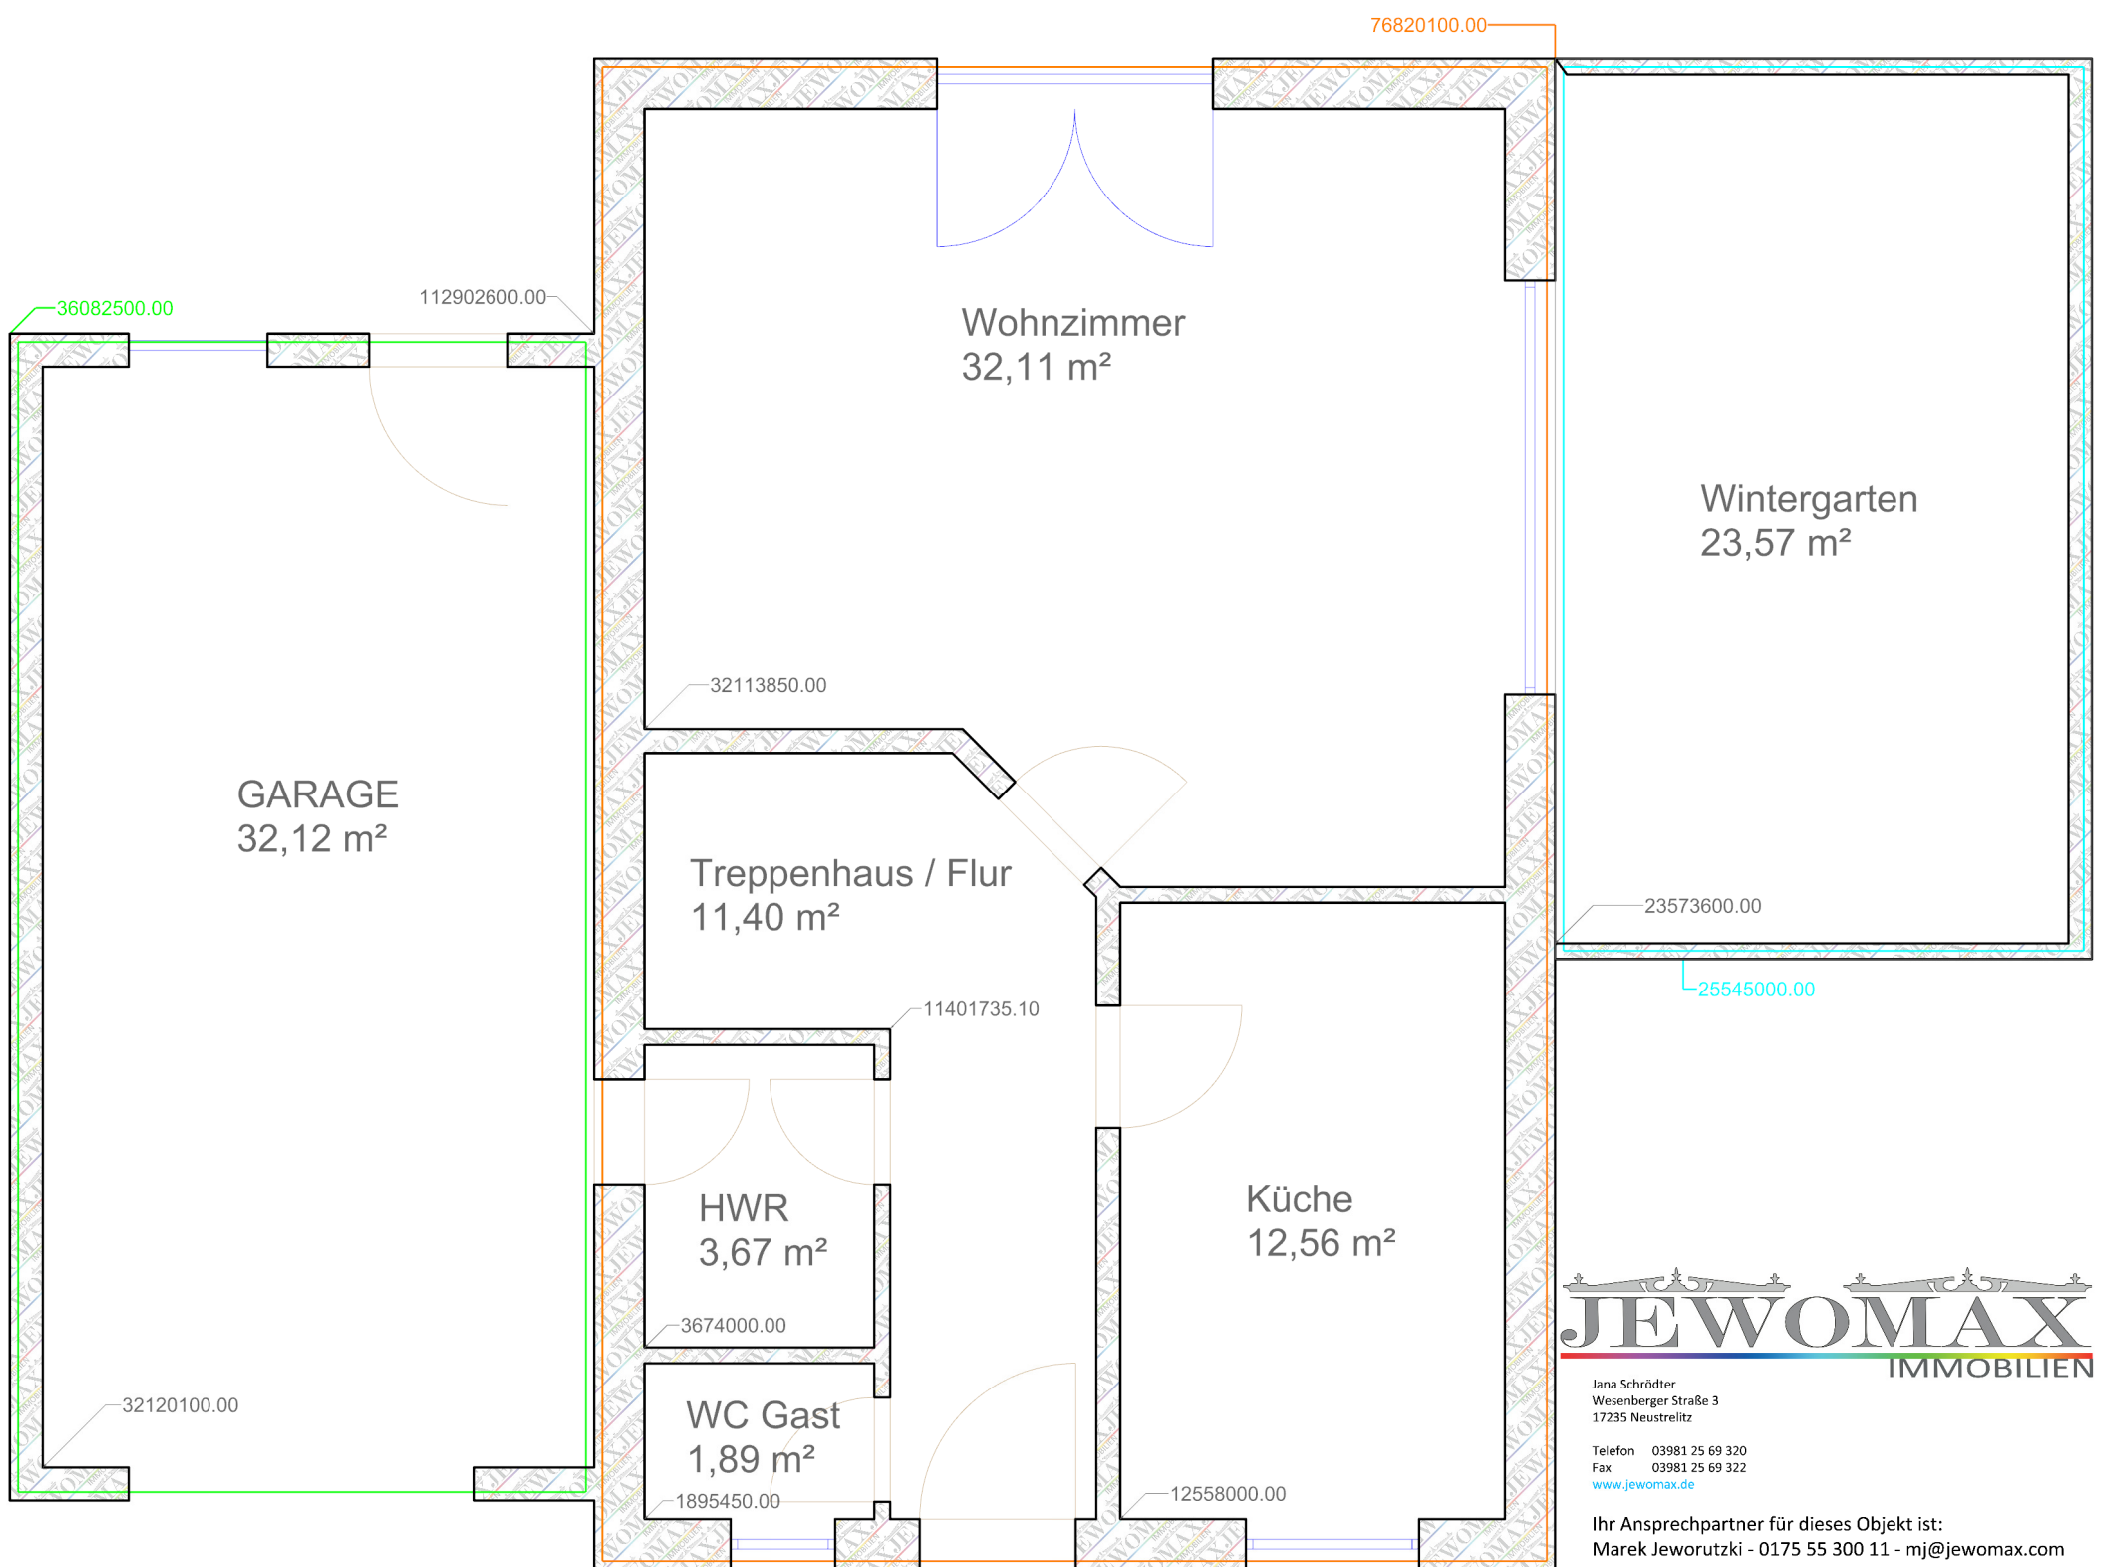 76820100.00
36082500.00
112902600.00
Wohnzimmer
32,11 m²
Wintergarten
23,57 m²
32113850.00
GARAGE
32,12 m²
Treppenhaus / Flur
11,40 m²
23573600.00
25545000.00
11401735.10
HWR
3,67 m²
Küche
12,56 m²
3674000.00
32120100.00
WC Gast
1,89 m²
1895450.00
12558000.00
JEWOMAX
IMMOBILIEN
Jana Schrödter
Wesenberger Straße 3
17235 Neustrelitz
Telefon 03981 25 69 320
Fax 03981 25 69 322
www.jewomax.de
Ihr Ansprechpartner für dieses Objekt ist:
Marek Jeworutzki - 0175 55 300 11 - mj@jewomax.com